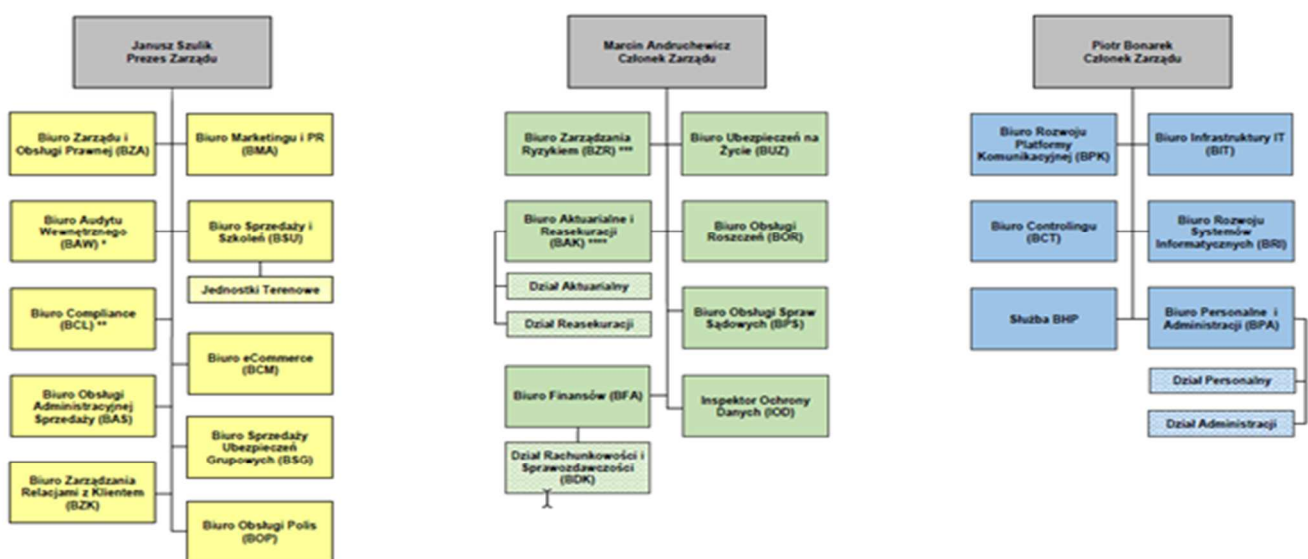 Janusz Szulik
Prezes Zarządu
Biuro Zarządu i
Obsługi Prawnej (BZA)
Biuro Marketingu i PR
(BMA)
Biuro Audytu
Wewnętrznego
(BAW) *
Biuro Sprzedaży i
Szkoleń (BSU)
Jednostki Terenowe
Biuro Compliance
(BCL) **
Biuro eCommerce
(BCM)
Biuro Obsługi
Administracyjnej
Sprzedaży (BAS)
Biuro Sprzedaży
Ubezpieczeń
Grupowych (BSG)
Biuro Zarządzania
Relacjami z Klientem
(BZK)
Biuro Obsługi Polis
(BOP)
Marcin Andruchewicz
Członek Zarządu
Biuro Zarządzania
Ryzykiem (BZR) ***
Biuro Ubezpieczeń na
Życie (BUZ)
Biuro Aktuarialne i
Reasekuracji
(BAK) ****
Biuro Obsługi
Roszczeń (BOR)
Dział Aktuarialny
Dział Reasekuracji
Biuro Obsługi Spraw
Sądowych (BPS)
Biuro Finansów (BFA)
Inspektor Ochrony
Danych (IOD)
Dział Rachunkowości i
Sprawozdawczości
(BDK)
Piotr Bonarek
Członek Zarządu
Biuro Rozwoju
Platformy
Komunikacyjnej (BPK)
Biuro Infrastruktury IT
(BIT)
Biuro Controlingu
(BCT)
Biuro Rozwoju
Systemów
Informatycznych (BRI)
Służba BHP
Biuro Personalne i
Administracji (BPA)
Dział Personalny
Dział Administracji